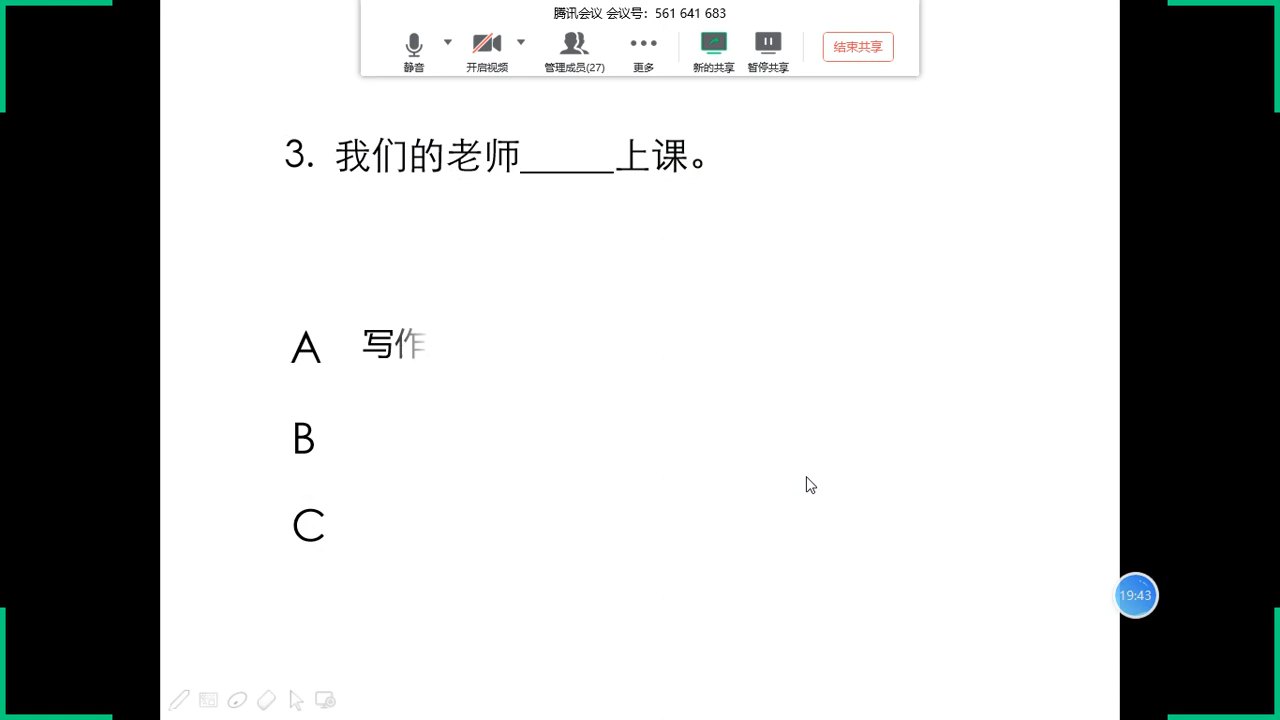 腾讯会议 会议号：561 641 683
静音 开启视频 管理成员(27) 更多 新的共享 暂停共享 结束共享
3. 我们的老师_____上课。
A 写作
B
C
19:43